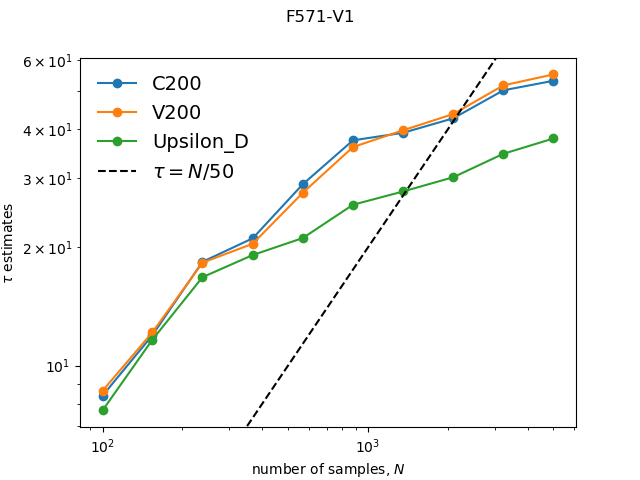 F571-V1
C200
V200
Upsilon_D
τ = N/50
6 × 10¹
4 × 10¹
3 × 10¹
2 × 10¹
10¹
τ estimates
10²
10³
number of samples, N